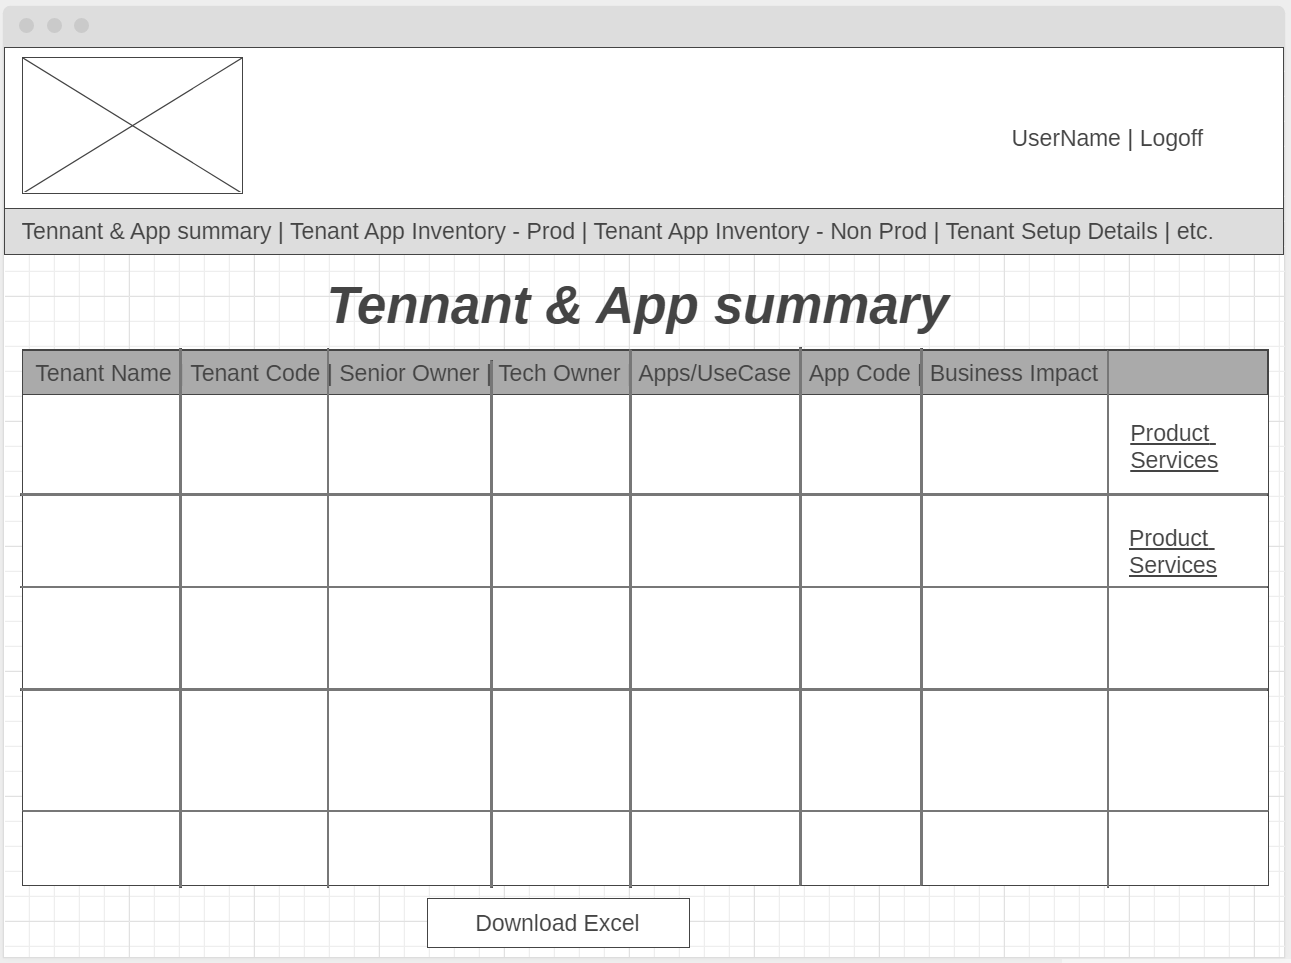 UserName | Logoff
Tennant & App summary | Tenant App Inventory - Prod | Tenant App Inventory - Non Prod | Tenant Setup Details | etc.
Tennant & App summary
Tenant Name Tenant Code | Senior Owner | Tech Owner Apps/UseCase App Code | Business Impact
Product
Services
Product
Services
Download Excel